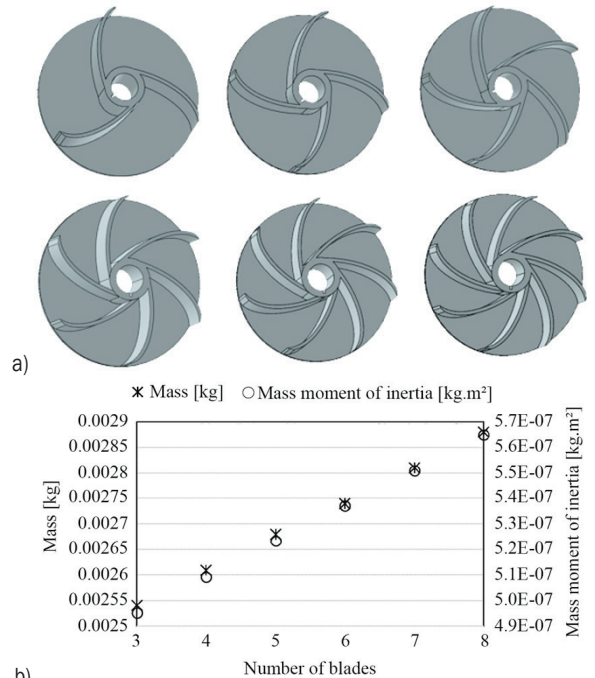 a)
Mass [kg] Mass moment of inertia [kg.m²]
0.0029
0.00285
0.0028
0.00275
0.0027
0.00265
0.0026
0.00255
0.0025
Mass [kg]
5.7E-07
5.6E-07
5.5E-07
5.4E-07
5.3E-07
5.2E-07
5.1E-07
5.0E-07
4.9E-07
Mass moment of inertia [kg.m²]
3 4 5 6 7 8
Number of blades
b)